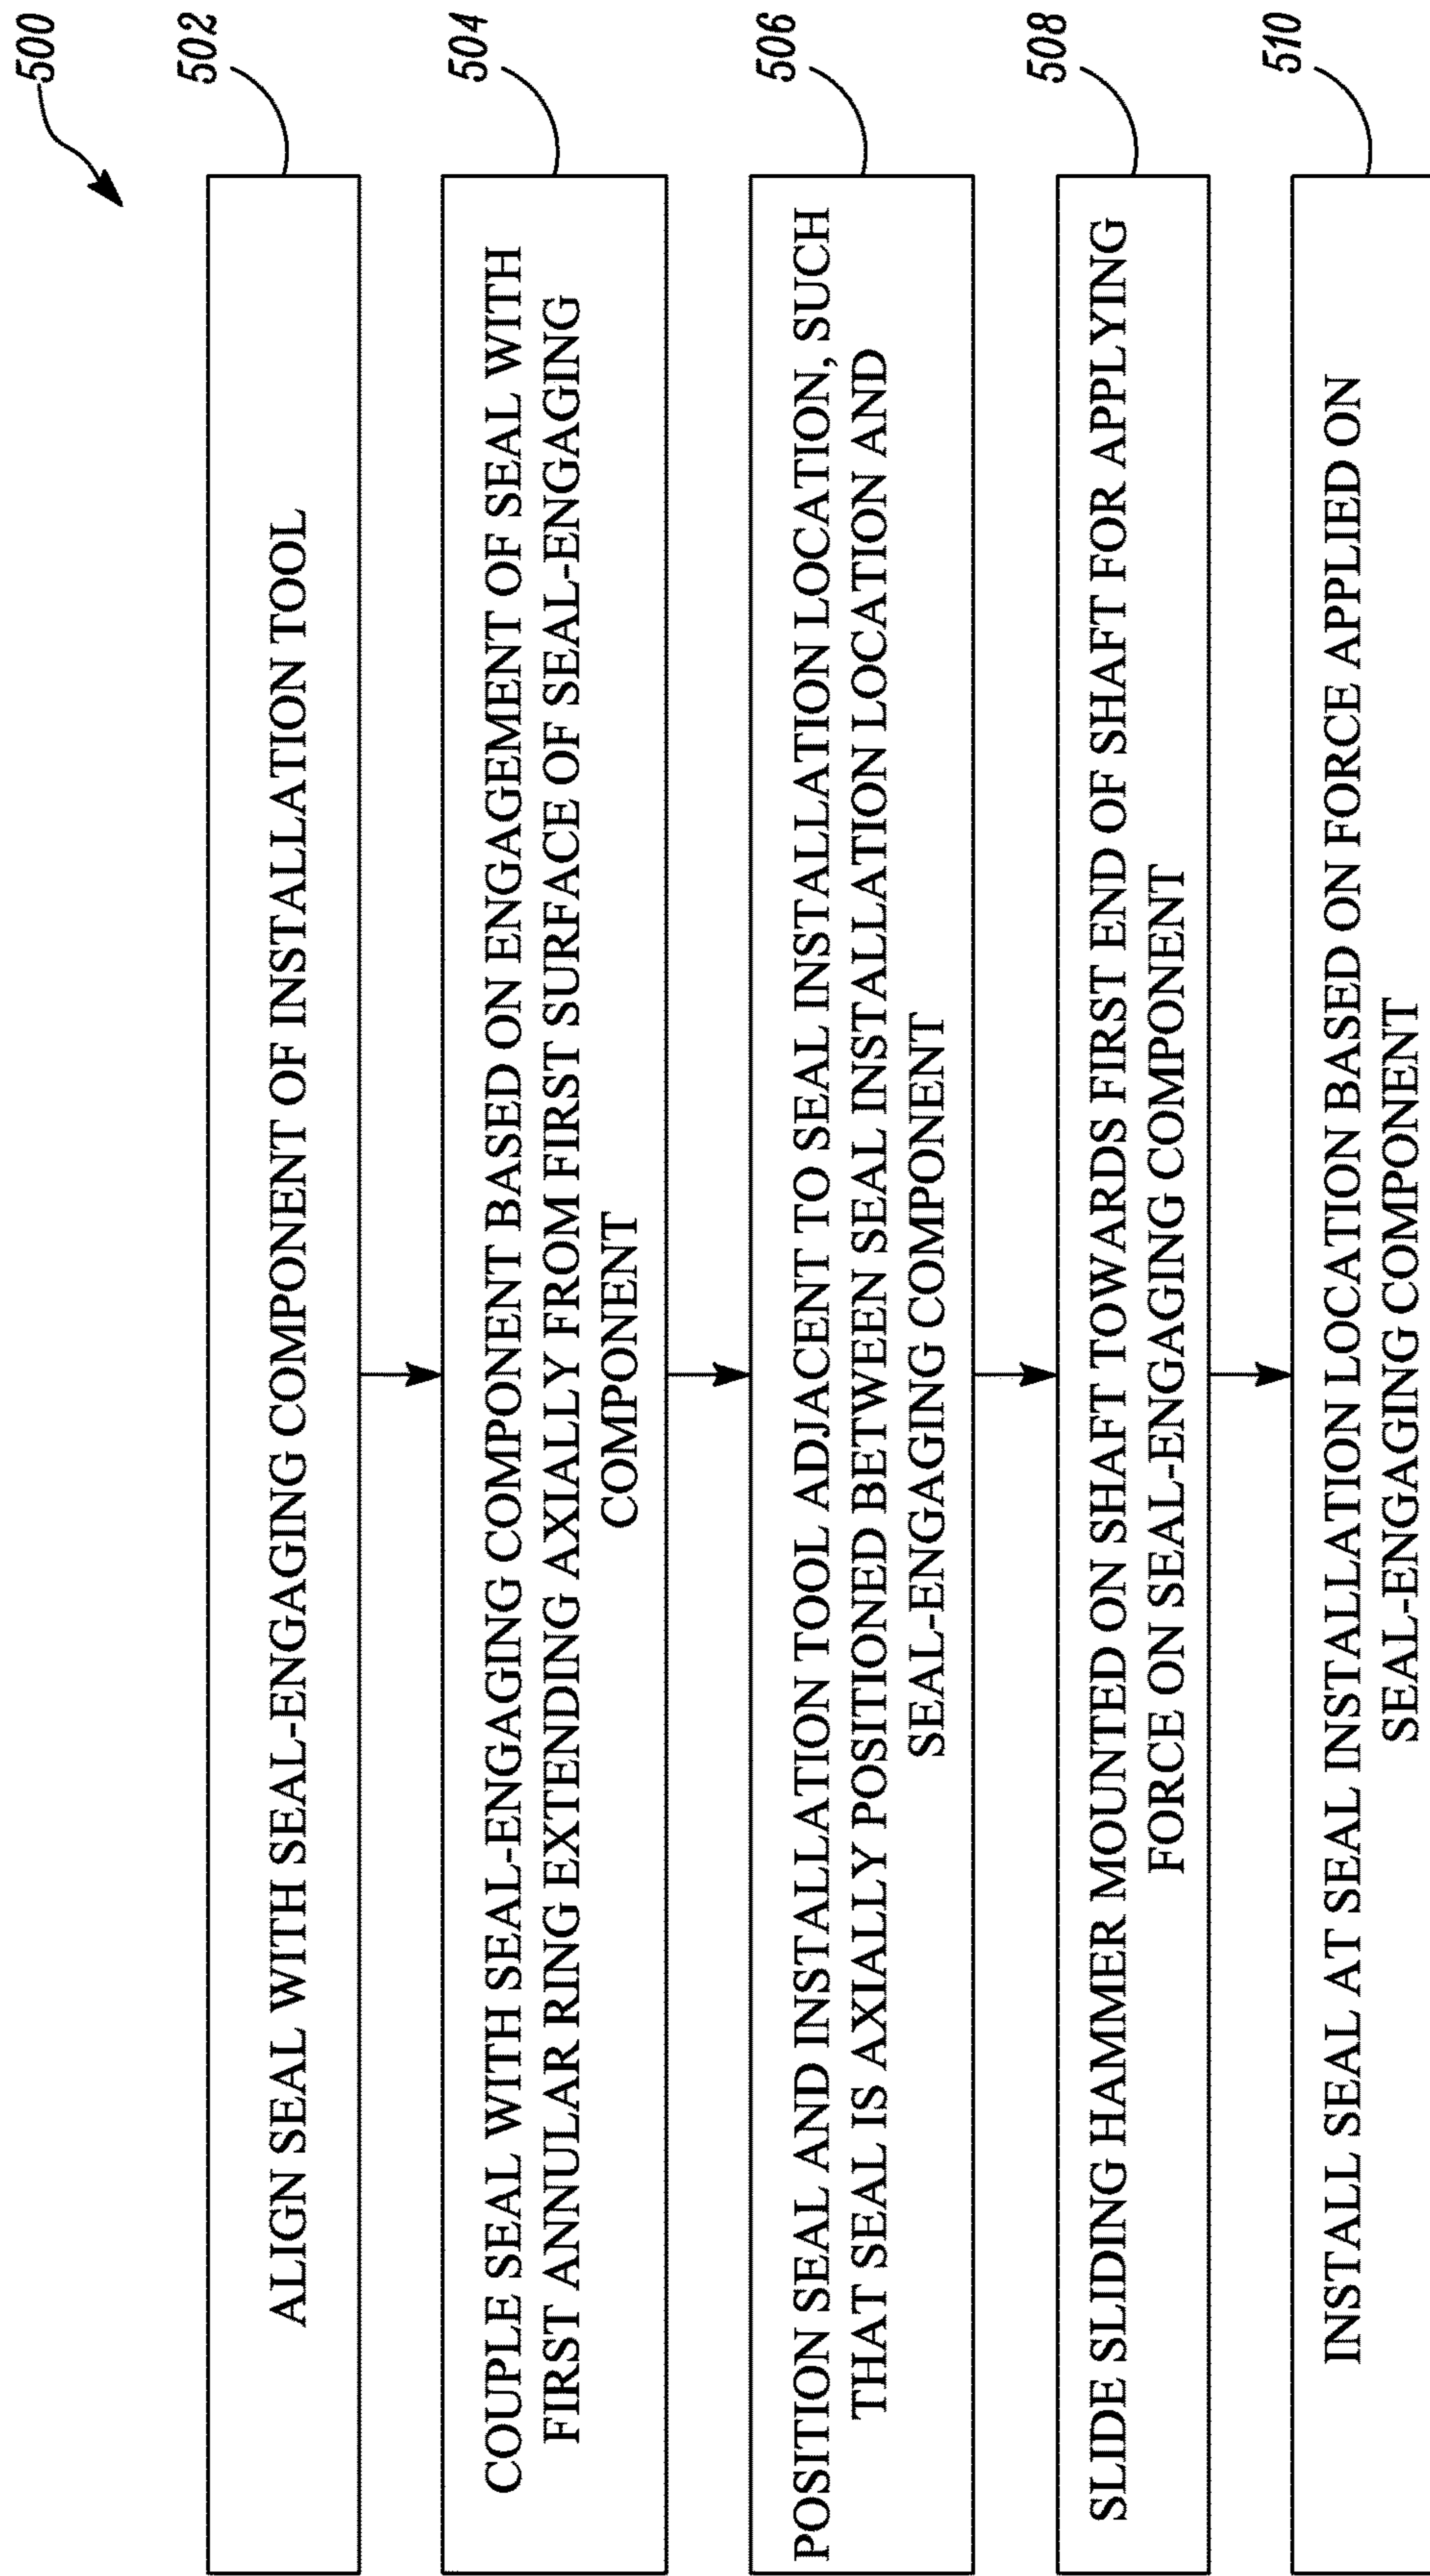 500
502
ALIGN SEAL WITH SEAL-ENGAGING COMPONENT OF INSTALLATION TOOL
504
COUPLE SEAL WITH SEAL-ENGAGING COMPONENT BASED ON ENGAGEMENT OF SEAL WITH
FIRST ANNULAR RING EXTENDING AXIALLY FROM FIRST SURFACE OF SEAL-ENGAGING
COMPONENT
506
POSITION SEAL AND INSTALLATION TOOL ADJACENT TO SEAL INSTALLATION LOCATION, SUCH
THAT SEAL IS AXIALLY POSITIONED BETWEEN SEAL INSTALLATION LOCATION AND
SEAL-ENGAGING COMPONENT
508
SLIDE SLIDING HAMMER MOUNTED ON SHAFT TOWARDS FIRST END OF SHAFT FOR APPLYING
FORCE ON SEAL-ENGAGING COMPONENT
510
INSTALL SEAL AT SEAL INSTALLATION LOCATION BASED ON FORCE APPLIED ON
SEAL-ENGAGING COMPONENT